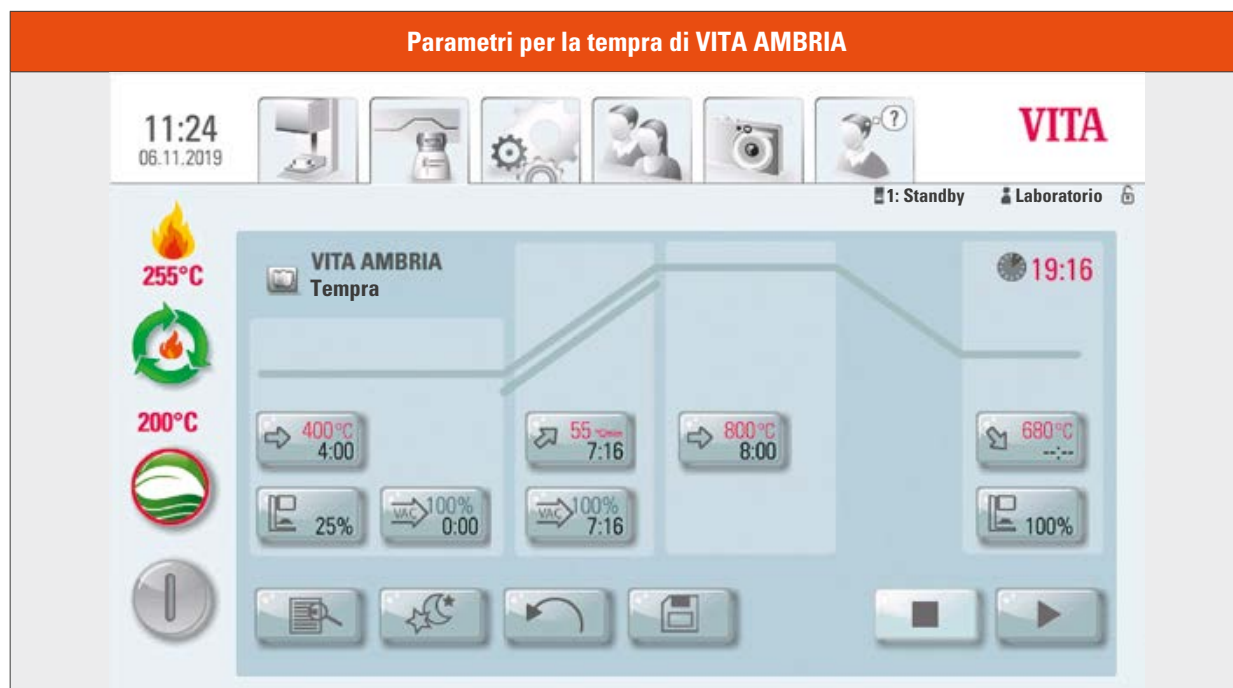 Parametri per la tempra di VITA AMBRIA
11:24
06.11.2019
?
VITA
1: Standby
Laboratorio
255°C
200°C
VITA AMBRIA
Tempra
19:16
400°C
4:00
25%
VAC 100%
0:00
55 °C/min
7:16
VAC 100%
7:16
800°C
8:00
680°C
--:--
100%